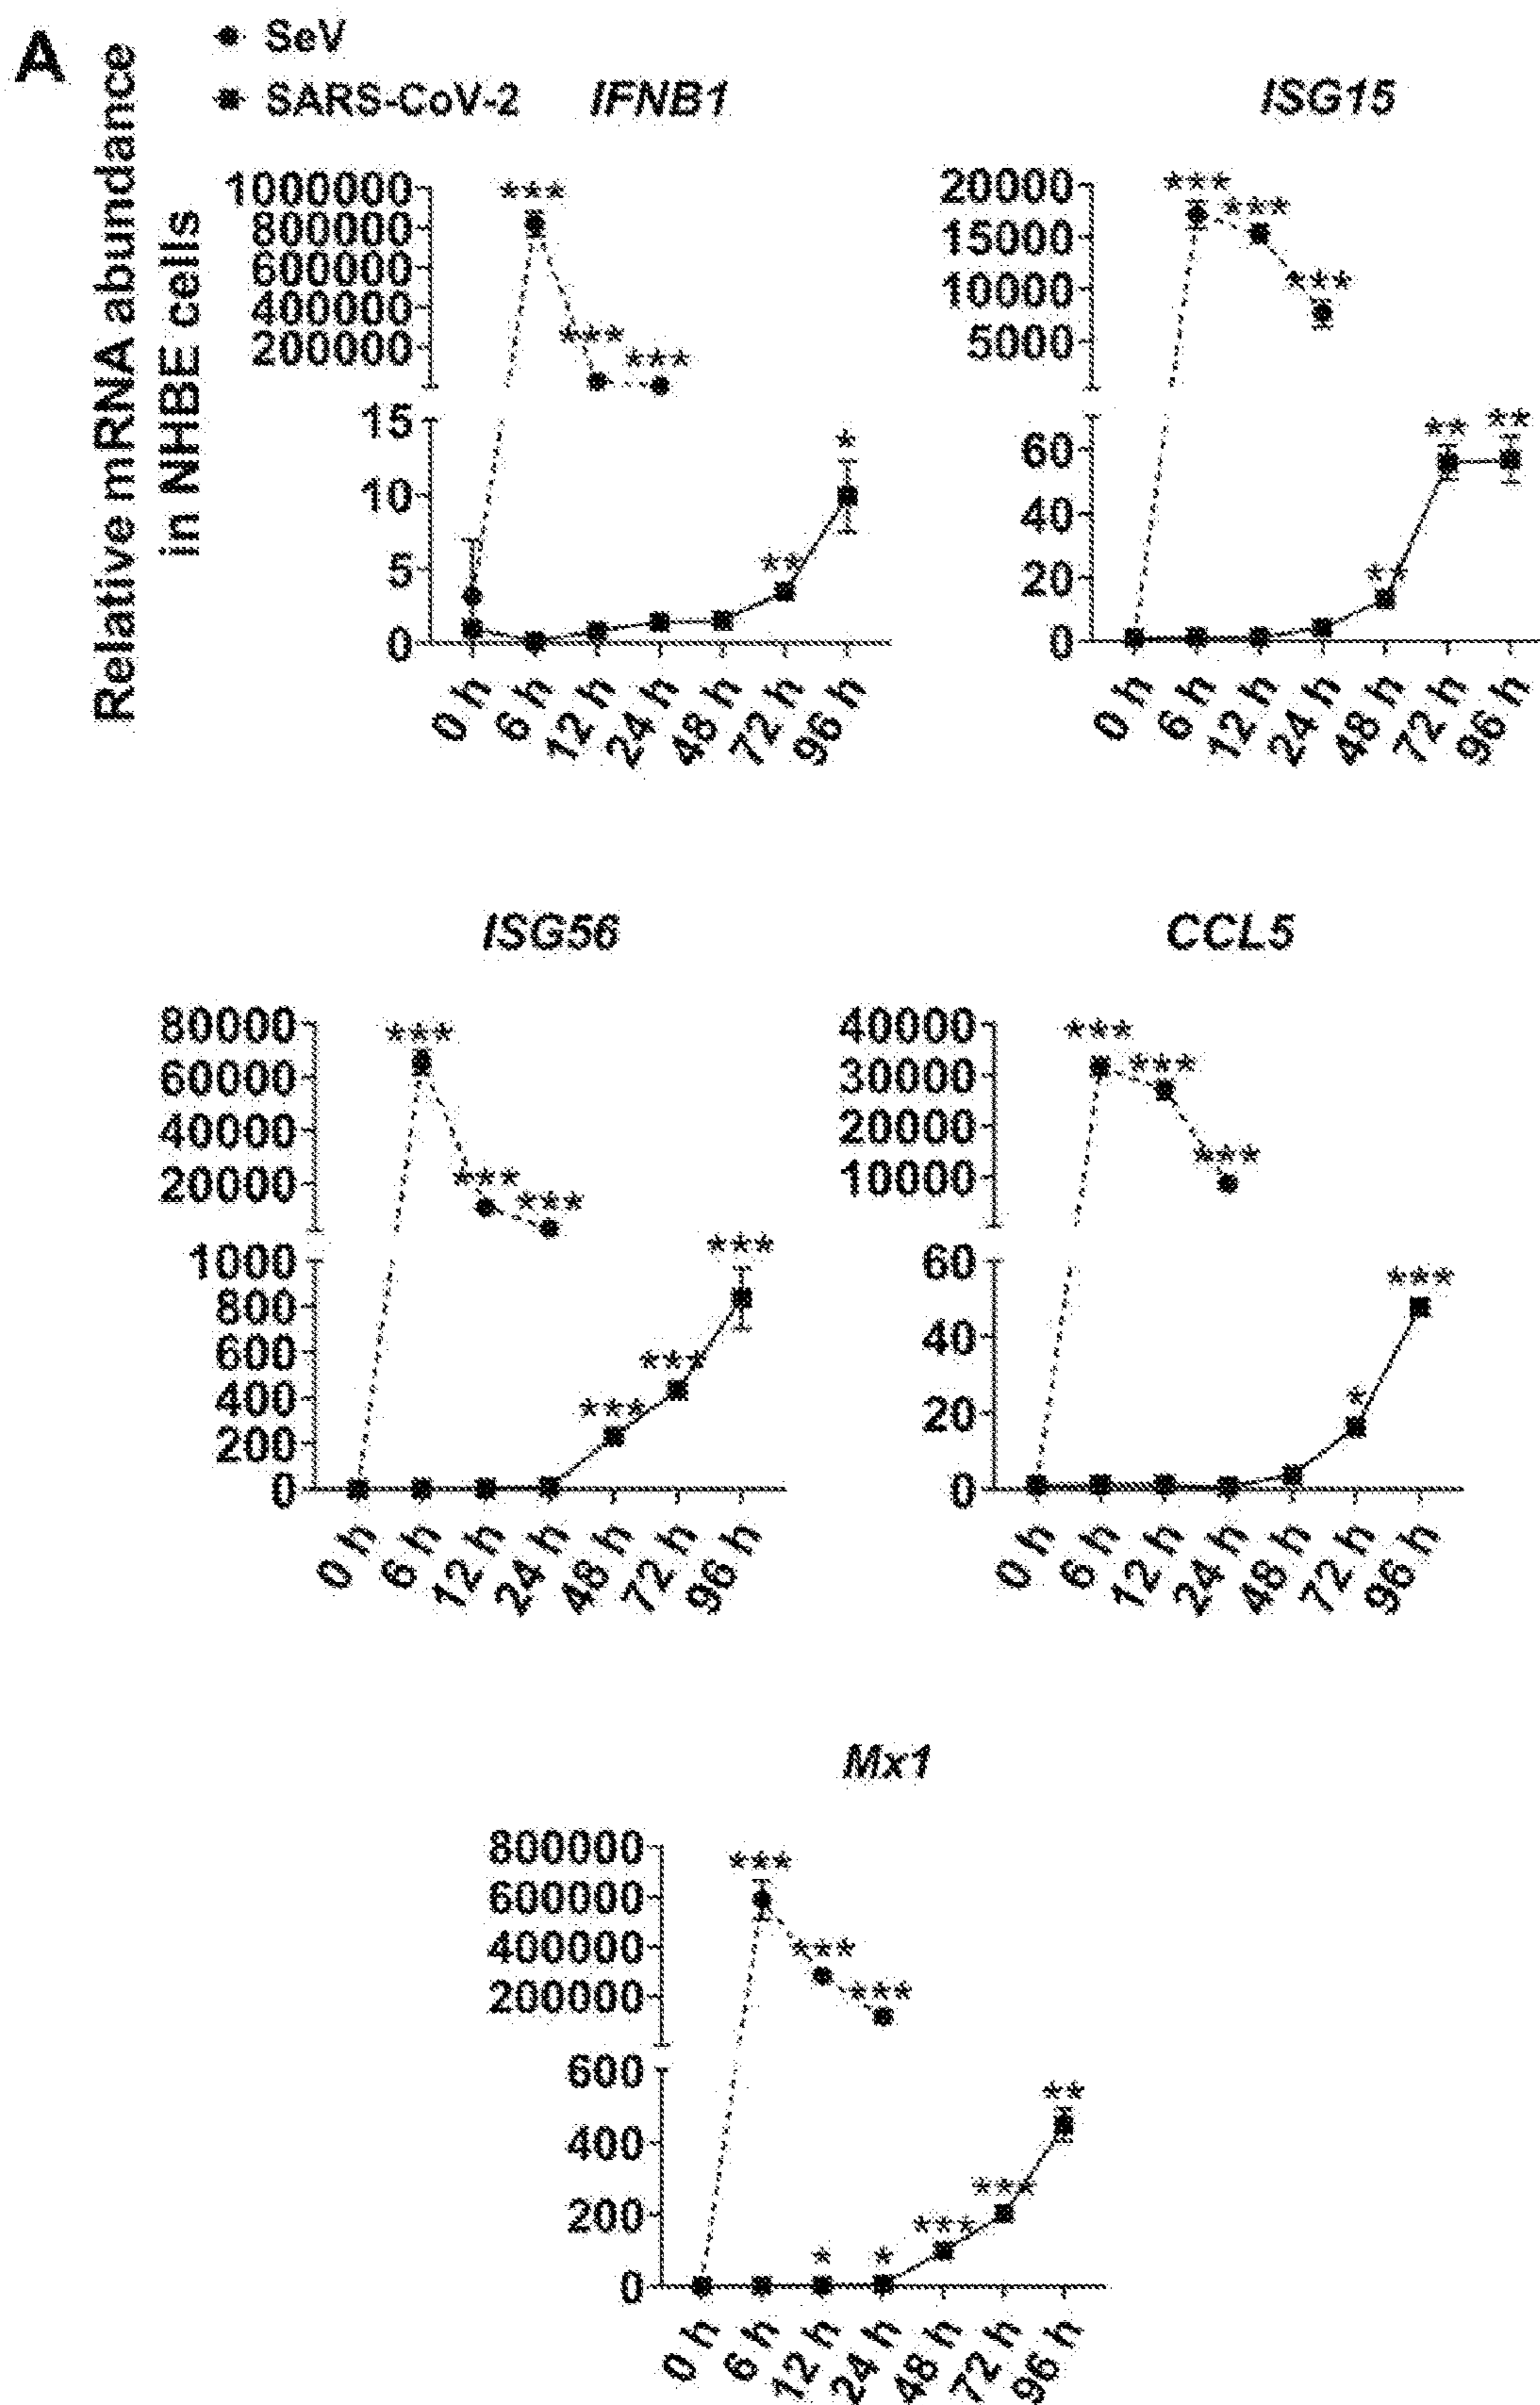 A
Relative mRNA abundance
in NHBE cells
SeV
SARS-CoV-2
IFNB1
***
***
***
*
**
1000000
800000
600000
400000
200000
15
10
5
0
0 h
6 h
12 h
24 h
48 h
72 h
96 h
ISG15
***
***
***
**
**
**
20000
15000
10000
5000
60
40
20
0
0 h
6 h
12 h
24 h
48 h
72 h
96 h
ISG56
***
***
***
***
***
***
80000
60000
40000
20000
1000
800
600
400
200
0
0 h
6 h
12 h
24 h
48 h
72 h
96 h
CCL5
***
***
***
***
*
40000
30000
20000
10000
60
40
20
0
0 h
6 h
12 h
24 h
48 h
72 h
96 h
Mx1
***
***
***
**
***
***
*
*
800000
600000
400000
200000
600
400
200
0
0 h
6 h
12 h
24 h
48 h
72 h
96 h